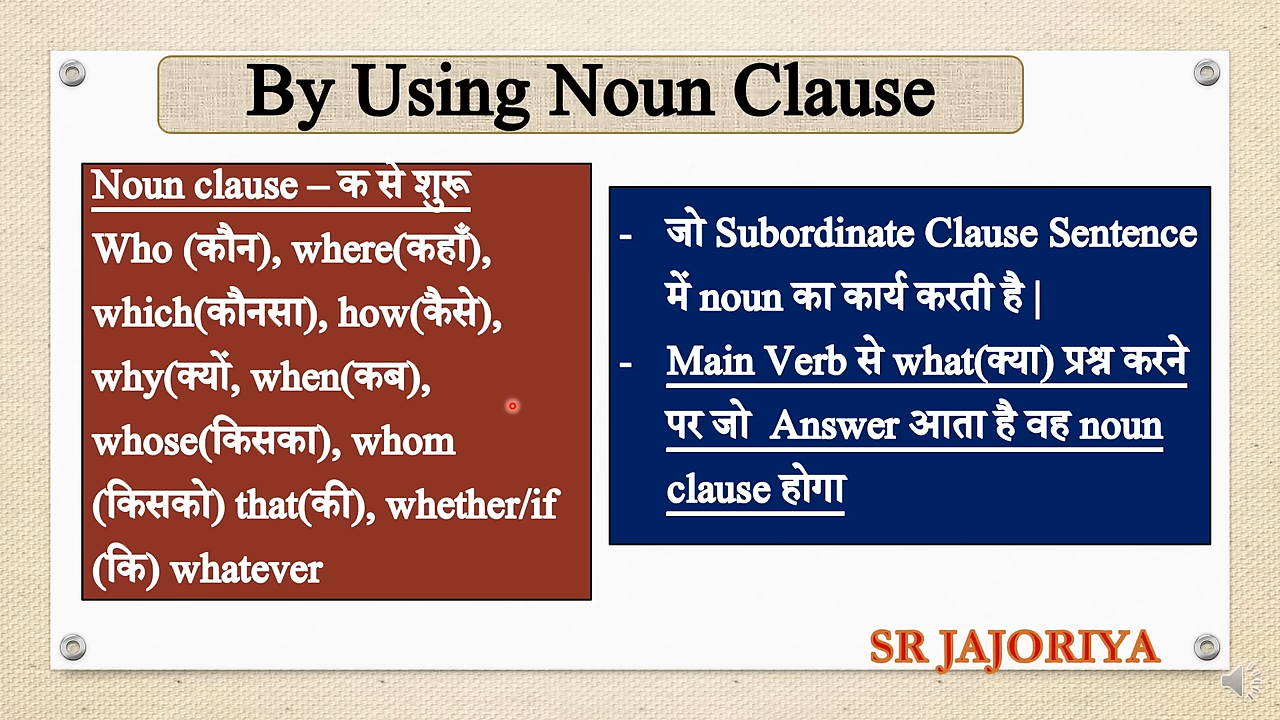 By Using Noun Clause
Noun clause – क से शुरू
Who (कौन), where(कहाँ),
which(कौनसा), how(कैसे),
why(क्यों, when(कब),
whose(किसका), whom
(किसको) that(की), whether/if
(कि) whatever
- जो Subordinate Clause Sentence
में noun का कार्य करती है |
- Main Verb से what(क्या) प्रश्न करने
पर जो Answer आता है वह noun
clause होगा
SR JAJORIYA